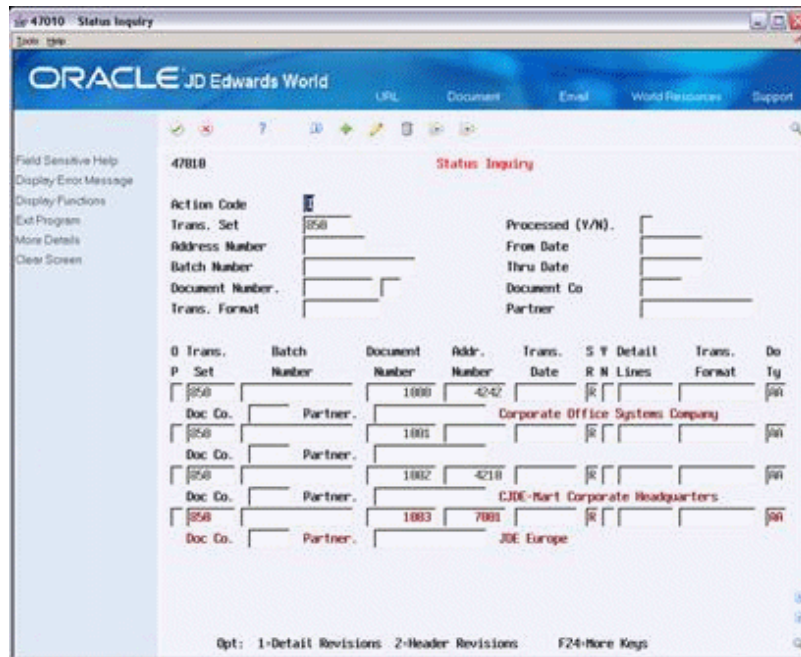 47010 Status Inquiry
Tools Help
ORACLE JD Edwards World
URL Document Email World Resources Support
Field Sensitive Help
Display Error Message
Display Functions
Exit Program
More Details
Clear Screen
47010 Status Inquiry
Action Code I
Trans. Set 850 Processed (Y/N).
Address Number From Date
Batch Number Thru Date
Document Number. Document Co
Trans. Format Partner
O Trans. Batch Document Addr. Trans. S Y Detail Trans. Do
P Set Number Number Number Date R N Lines Format Ty
850 1000 4242 R AA
Doc Co. Partner. Corporate Office Systems Company
850 1001 R AA
Doc Co. Partner.
850 1002 4210 R AA
Doc Co. Partner. CJDE-Mart Corporate Headquarters
850 1003 7001 R AA
Doc Co. Partner. JDE Europe
Opt: 1-Detail Revisions 2-Header Revisions F24-More Keys